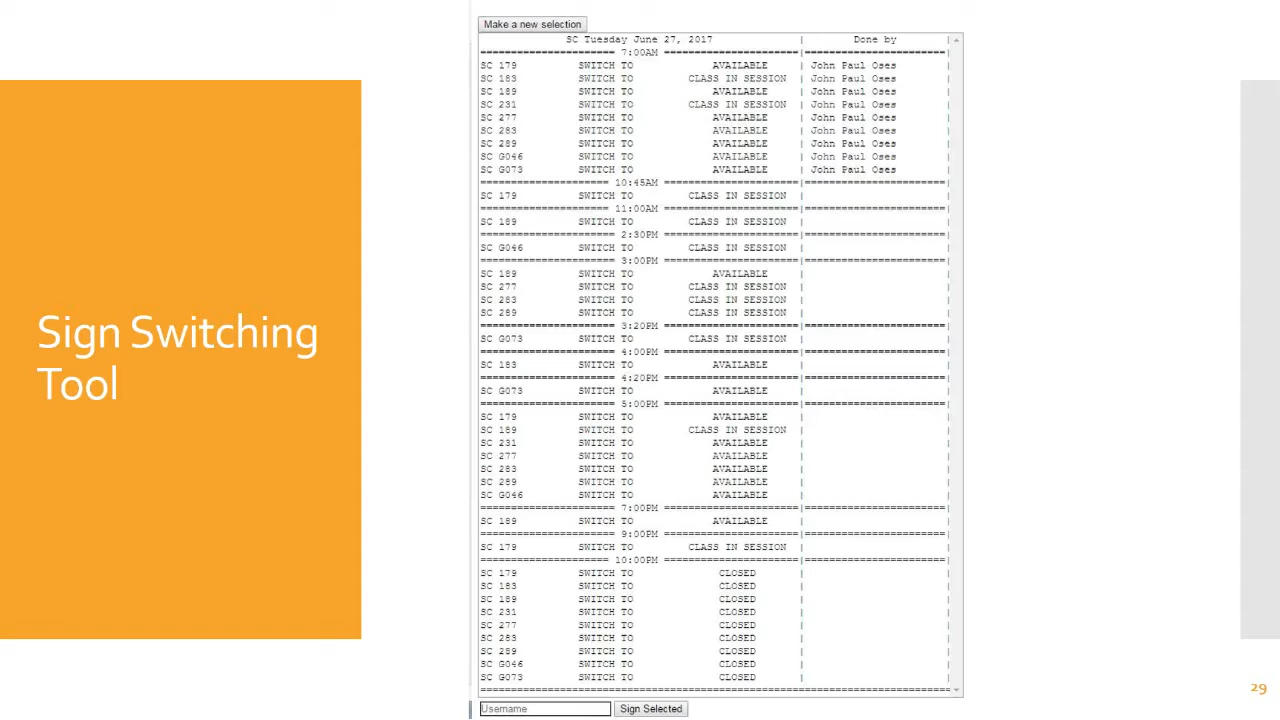 Make a new selection
SC Tuesday June 27, 2017 | Done by
====================== 7:00AM ======================|=======================|
SC 179 SWITCH TO AVAILABLE | John Paul Oses |
SC 183 SWITCH TO CLASS IN SESSION | John Paul Oses |
SC 189 SWITCH TO AVAILABLE | John Paul Oses |
SC 231 SWITCH TO CLASS IN SESSION | John Paul Oses |
SC 277 SWITCH TO AVAILABLE | John Paul Oses |
SC 283 SWITCH TO AVAILABLE | John Paul Oses |
SC 289 SWITCH TO AVAILABLE | John Paul Oses |
SC G046 SWITCH TO AVAILABLE | John Paul Oses |
SC G073 SWITCH TO AVAILABLE | John Paul Oses |
===================== 10:45AM ======================|=======================|
SC 179 SWITCH TO CLASS IN SESSION | |
===================== 11:00AM ======================|=======================|
SC 189 SWITCH TO CLASS IN SESSION | |
====================== 2:30PM ======================|=======================|
SC G046 SWITCH TO CLASS IN SESSION | |
====================== 3:00PM ======================|=======================|
SC 189 SWITCH TO AVAILABLE | |
SC 277 SWITCH TO CLASS IN SESSION | |
SC 283 SWITCH TO CLASS IN SESSION | |
SC 289 SWITCH TO CLASS IN SESSION | |
====================== 3:20PM ======================|=======================|
SC G073 SWITCH TO CLASS IN SESSION | |
====================== 4:00PM ======================|=======================|
SC 183 SWITCH TO AVAILABLE | |
====================== 4:20PM ======================|=======================|
SC G073 SWITCH TO AVAILABLE | |
====================== 5:00PM ======================|=======================|
SC 179 SWITCH TO AVAILABLE | |
SC 189 SWITCH TO CLASS IN SESSION | |
SC 231 SWITCH TO AVAILABLE | |
SC 277 SWITCH TO AVAILABLE | |
SC 283 SWITCH TO AVAILABLE | |
SC 289 SWITCH TO AVAILABLE | |
SC G046 SWITCH TO AVAILABLE | |
====================== 7:00PM ======================|=======================|
SC 189 SWITCH TO AVAILABLE | |
====================== 9:00PM ======================|=======================|
SC 179 SWITCH TO CLASS IN SESSION | |
===================== 10:00PM ======================|=======================|
SC 179 SWITCH TO CLOSED | |
SC 183 SWITCH TO CLOSED | |
SC 189 SWITCH TO CLOSED | |
SC 231 SWITCH TO CLOSED | |
SC 277 SWITCH TO CLOSED | |
SC 283 SWITCH TO CLOSED | |
SC 289 SWITCH TO CLOSED | |
SC G046 SWITCH TO CLOSED | |
SC G073 SWITCH TO CLOSED | |
=============================================================================
Username Sign Selected
Sign Switching
Tool
29